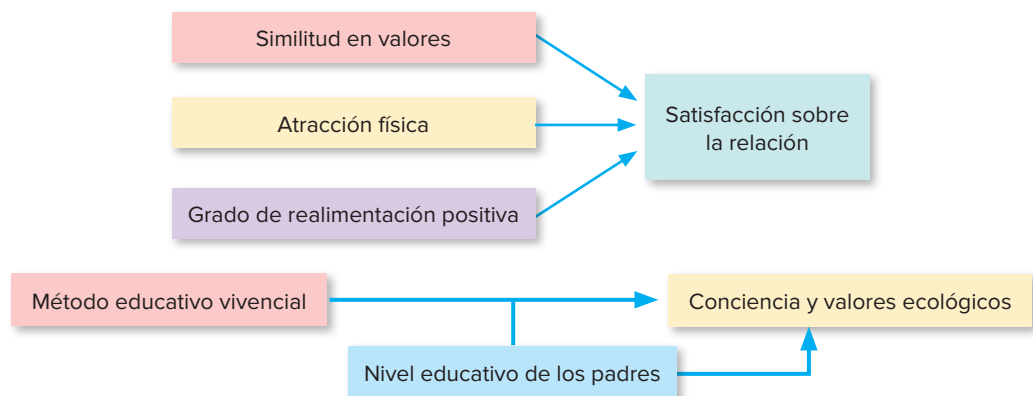 Similitud en valores
Atracción física
Grado de realimentación positiva
Satisfacción sobre
la relación
Método educativo vivencial
Conciencia y valores ecológicos
Nivel educativo de los padres